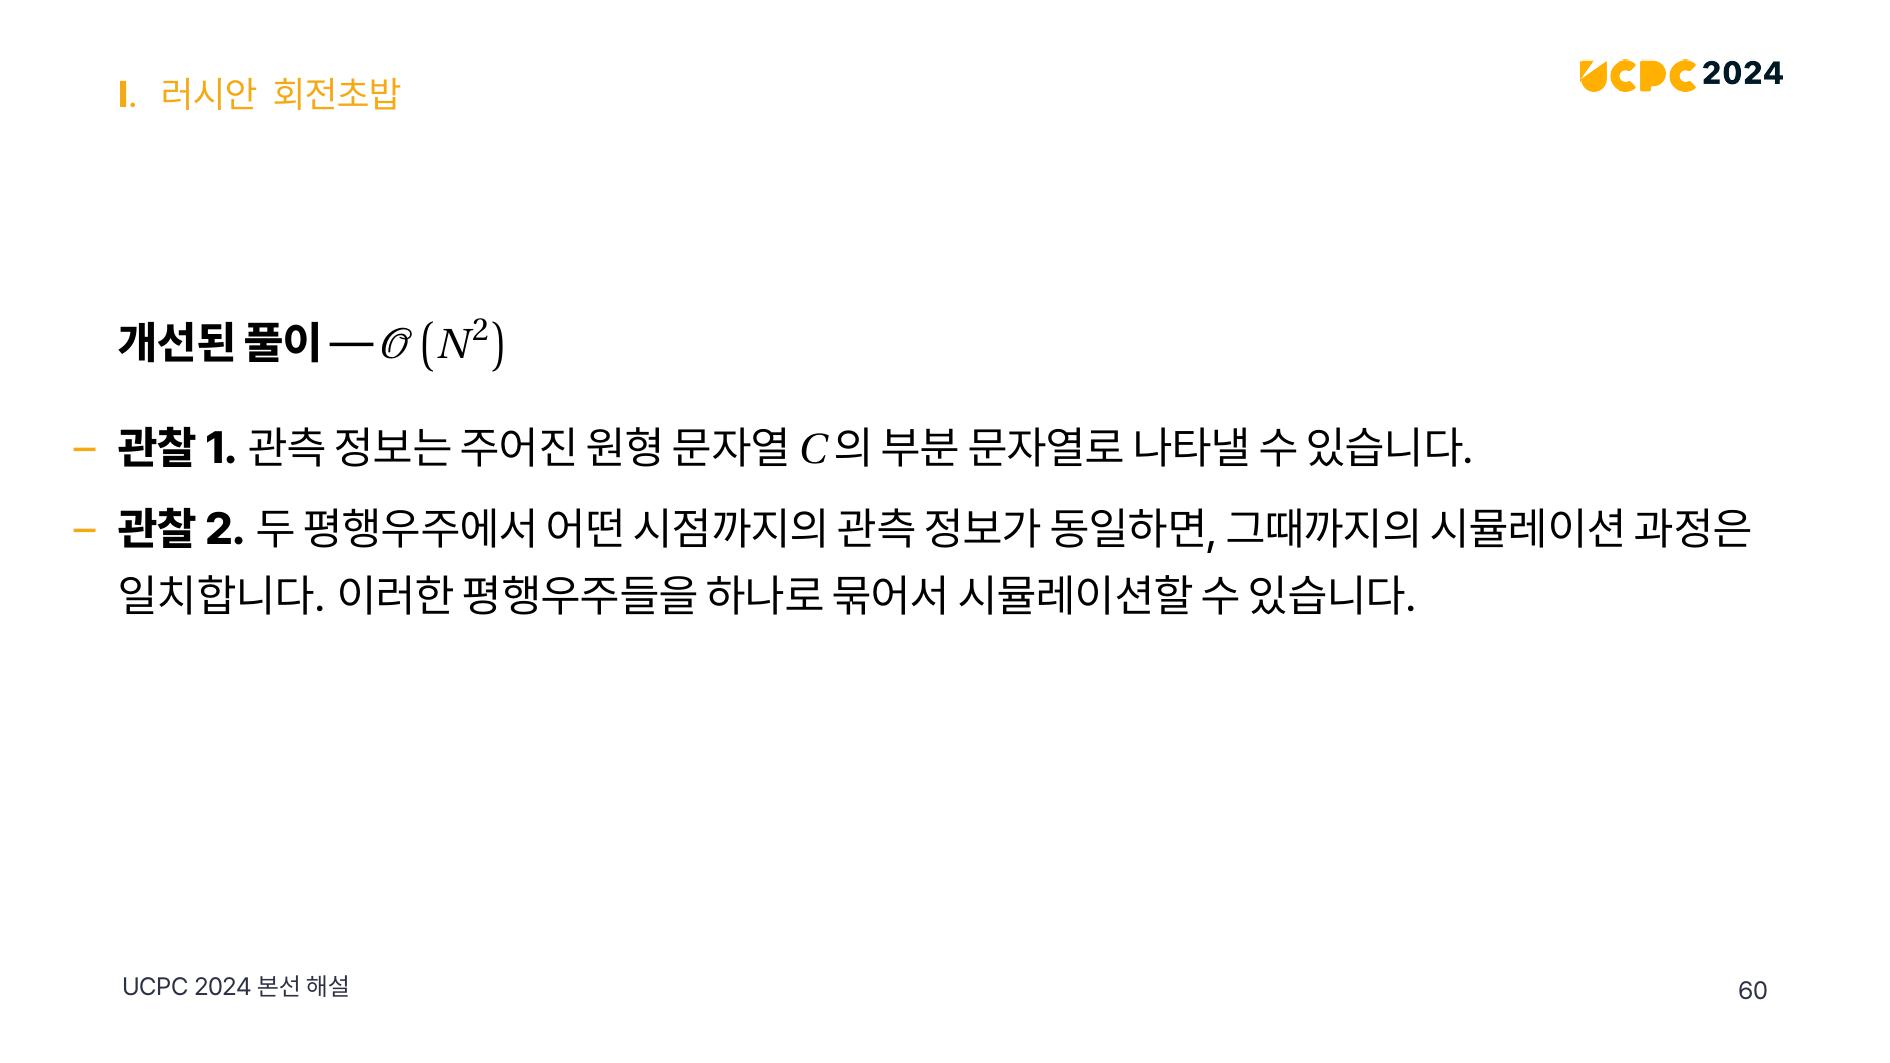 I. 러시안 회전초밥
UCPC 2024
개선된 풀이 — 𝒪(N²)
– 관찰 1. 관측 정보는 주어진 원형 문자열 C의 부분 문자열로 나타낼 수 있습니다.
– 관찰 2. 두 평행우주에서 어떤 시점까지의 관측 정보가 동일하면, 그때까지의 시뮬레이션 과정은
일치합니다. 이러한 평행우주들을 하나로 묶어서 시뮬레이션할 수 있습니다.
UCPC 2024 본선 해설
60